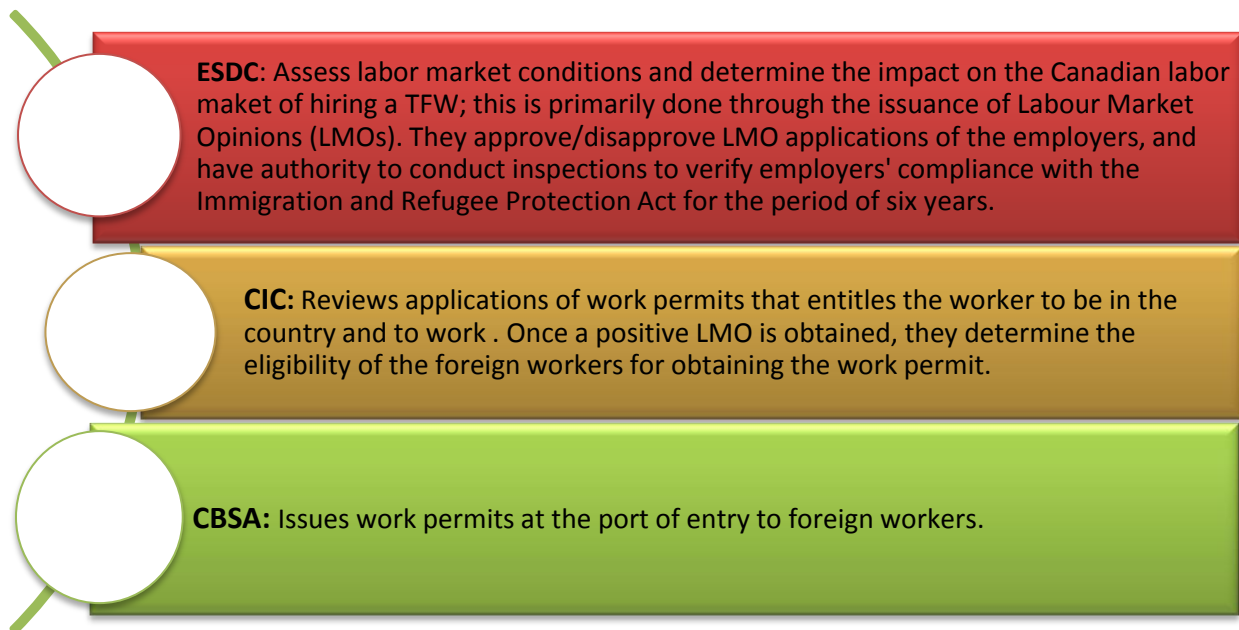 ESDC: Assess labor market conditions and determine the impact on the Canadian labor
maket of hiring a TFW; this is primarily done through the issuance of Labour Market
Opinions (LMOs). They approve/disapprove LMO applications of the employers, and
have authority to conduct inspections to verify employers' compliance with the
Immigration and Refugee Protection Act for the period of six years.
CIC: Reviews applications of work permits that entitles the worker to be in the
country and to work . Once a positive LMO is obtained, they determine the
eligibility of the foreign workers for obtaining the work permit.
CBSA: Issues work permits at the port of entry to foreign workers.